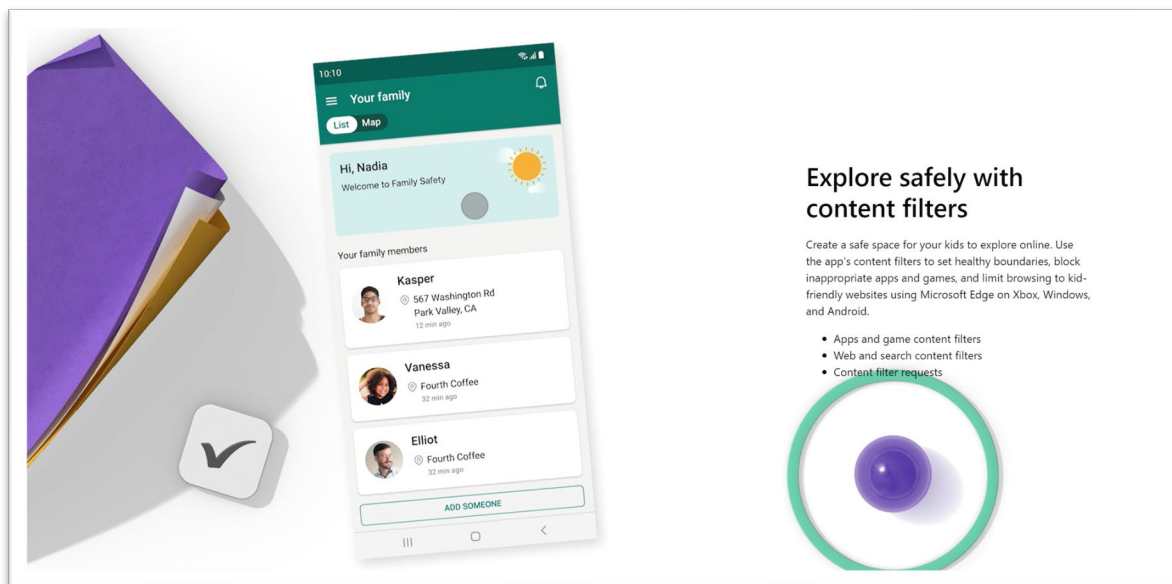 10:10
Your family
List Map
Hi, Nadia
Welcome to Family Safety
Your family members
Kasper
567 Washington Rd
Park Valley, CA
12 min ago
Vanessa
Fourth Coffee
32 min ago
Elliot
Fourth Coffee
32 min ago
ADD SOMEONE
Explore safely with
content filters
Create a safe space for your kids to explore online. Use
the app's content filters to set healthy boundaries, block
inappropriate apps and games, and limit browsing to kid-
friendly websites using Microsoft Edge on Xbox, Windows,
and Android.
• Apps and game content filters
• Web and search content filters
• Content filter requests